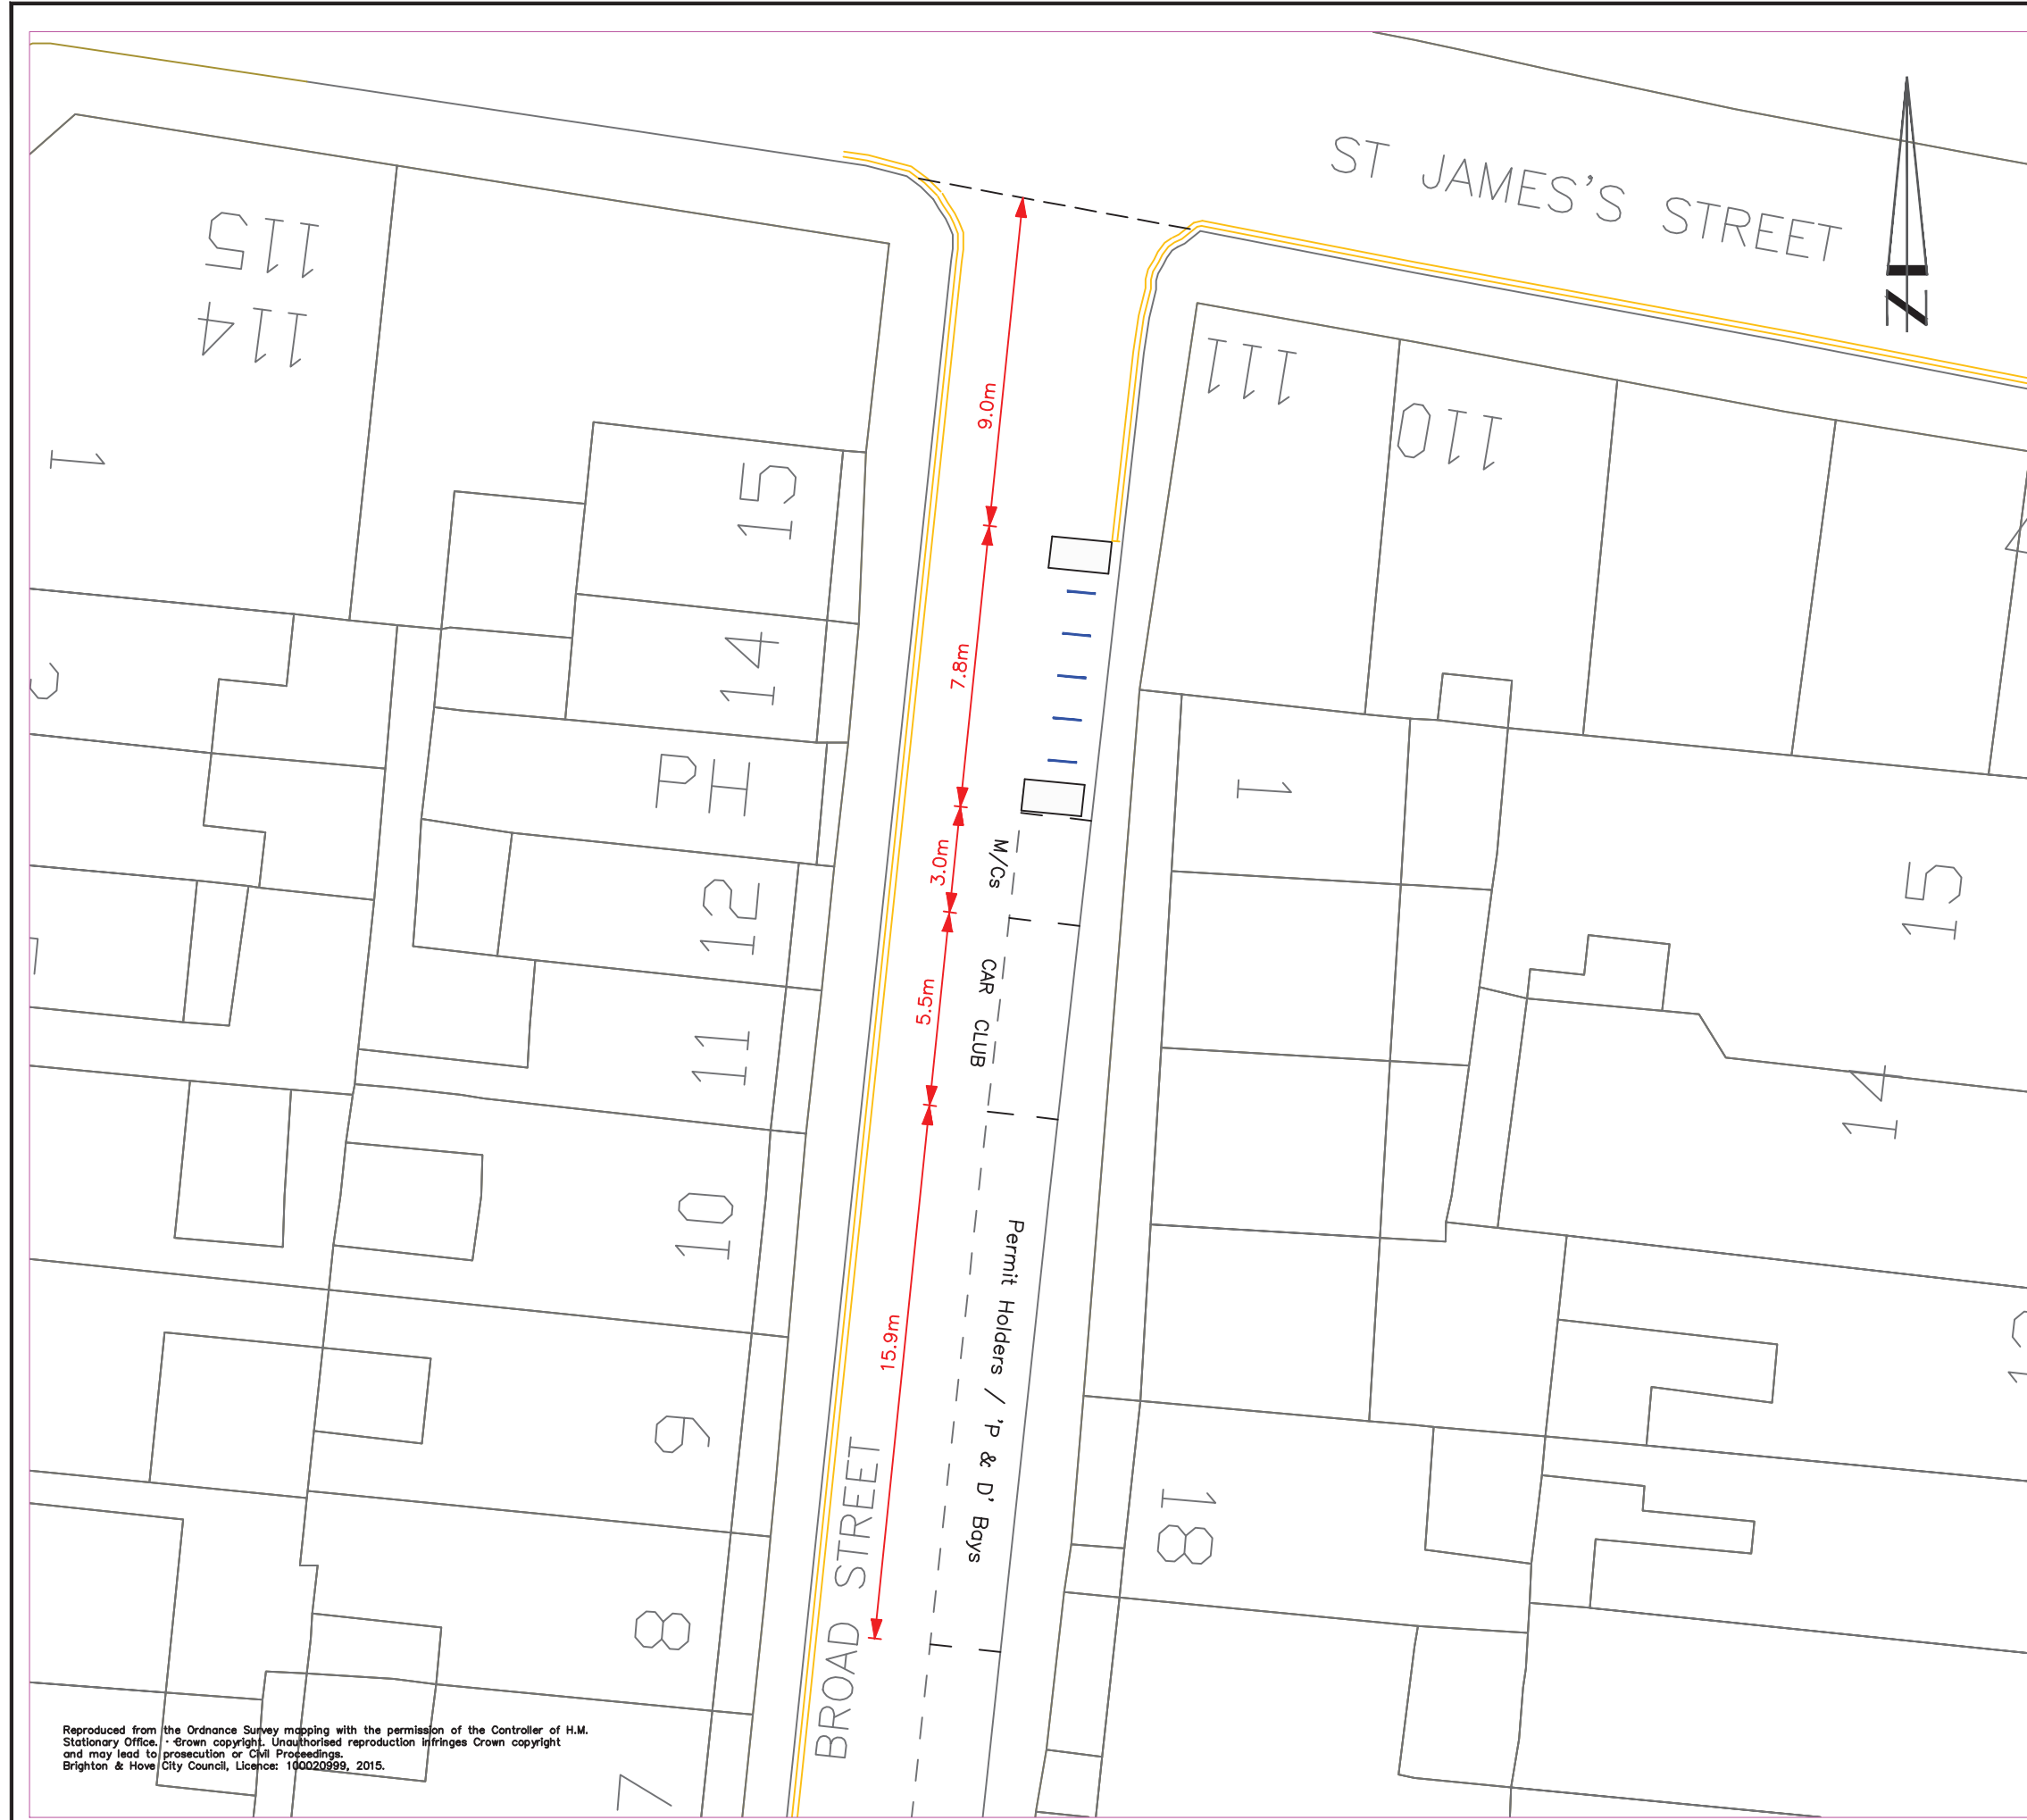 ST JAMES'S STREET
N
115
114
1
111
110
15
14
PH
12
11
10
9
8
7
1
15
14
18
9.0m
7.8m
3.0m
5.5m
15.9m
M/Cs
CAR CLUB
Permit Holders / 'P & D' Bays
BROAD STREET
Reproduced from the Ordnance Survey mapping with the permission of the Controller of H.M.
Stationary Office. Crown copyright. Unauthorised reproduction infringes Crown copyright
and may lead to prosecution or Civil Proceedings.
Brighton & Hove City Council, Licence: 100020999, 2015.